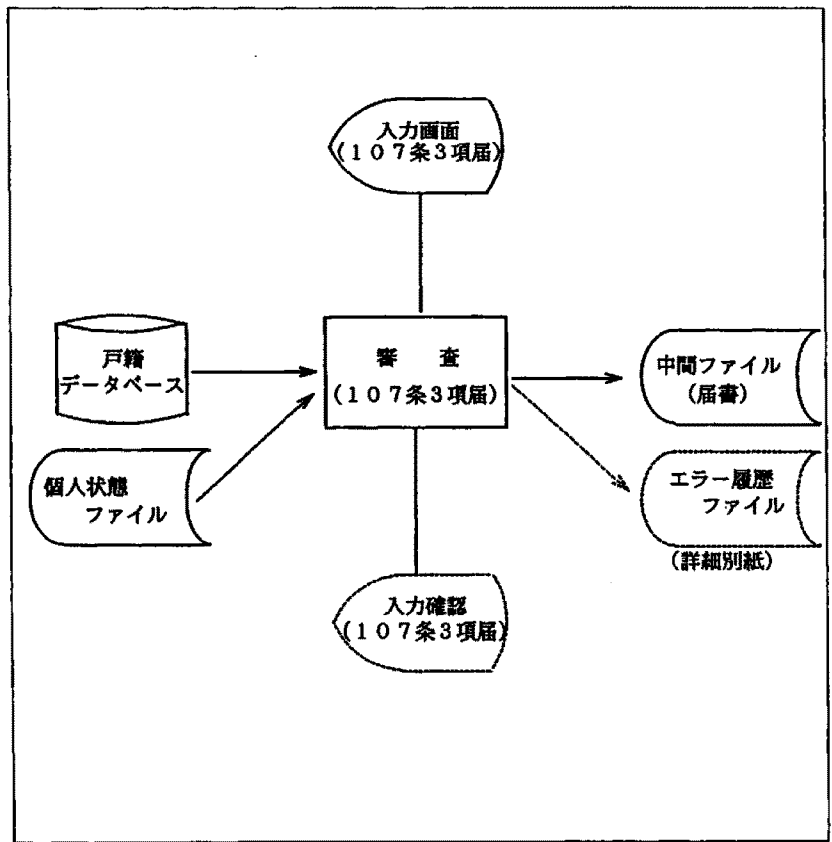 入力画面
(107条3項届)
戸籍
データベース
審 査
(107条3項届)
中間ファイル
(届書)
個人状態
ファイル
エラー履歴
ファイル
(詳細別紙)
入力確認
(107条3項届)